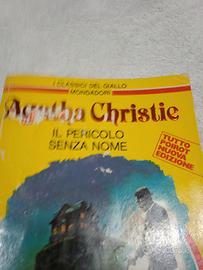 I CLASSICI DEL GIALLO
MONDADORI
Agatha Christie
IL PERICOLO
SENZA NOME
TUTTO
POIROT
NUOVA
EDIZIONE